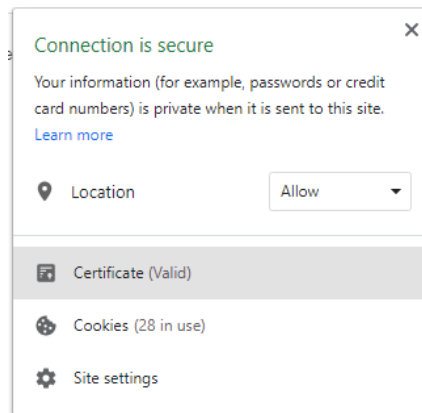 Connection is secure
Your information (for example, passwords or credit
card numbers) is private when it is sent to this site.
Learn more
Location
Allow
Certificate (Valid)
Cookies (28 in use)
Site settings